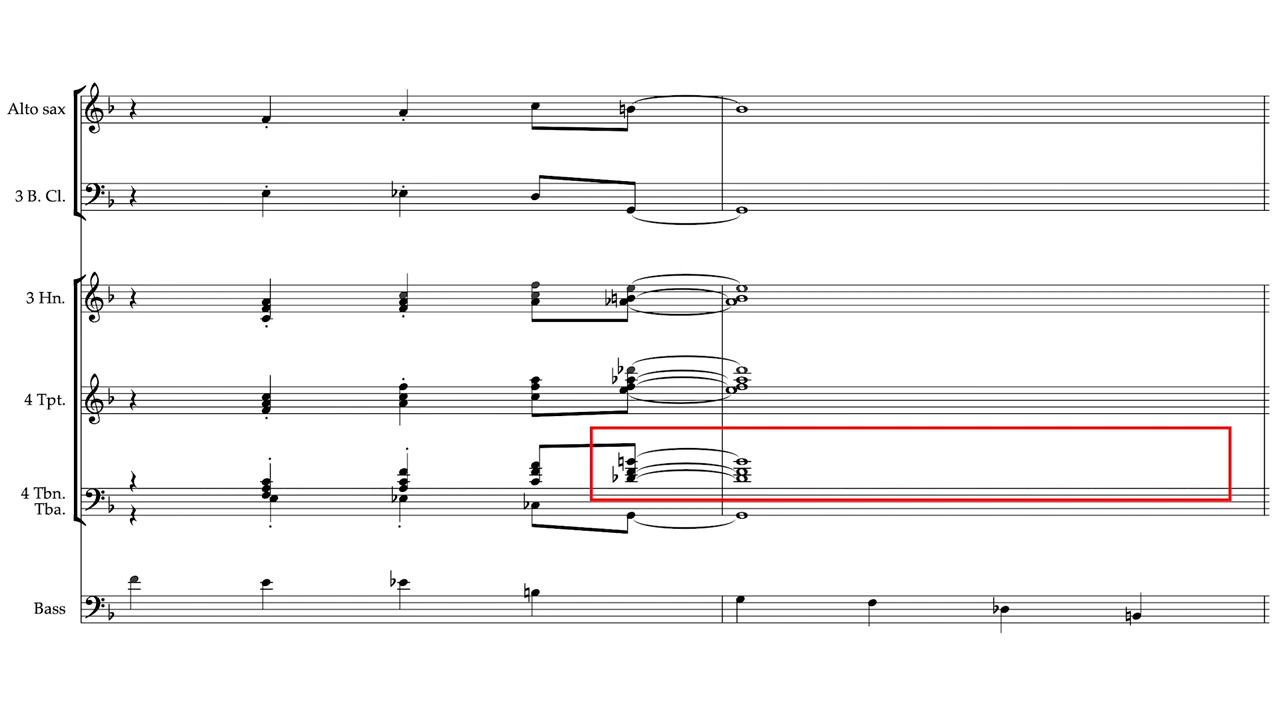 Alto sax
3 B. Cl.
3 Hn.
4 Tpt.
4 Tbn.
Tba.
Bass